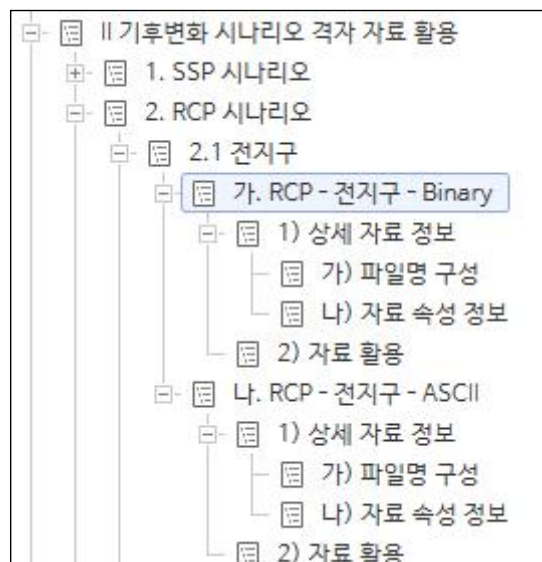 Ⅱ 기후변화 시나리오 격자 자료 활용
1. SSP 시나리오
2. RCP 시나리오
2.1 전지구
가. RCP - 전지구 - Binary
1) 상세 자료 정보
가) 파일명 구성
나) 자료 속성 정보
2) 자료 활용
나. RCP - 전지구 - ASCII
1) 상세 자료 정보
가) 파일명 구성
나) 자료 속성 정보
2) 자료 활용